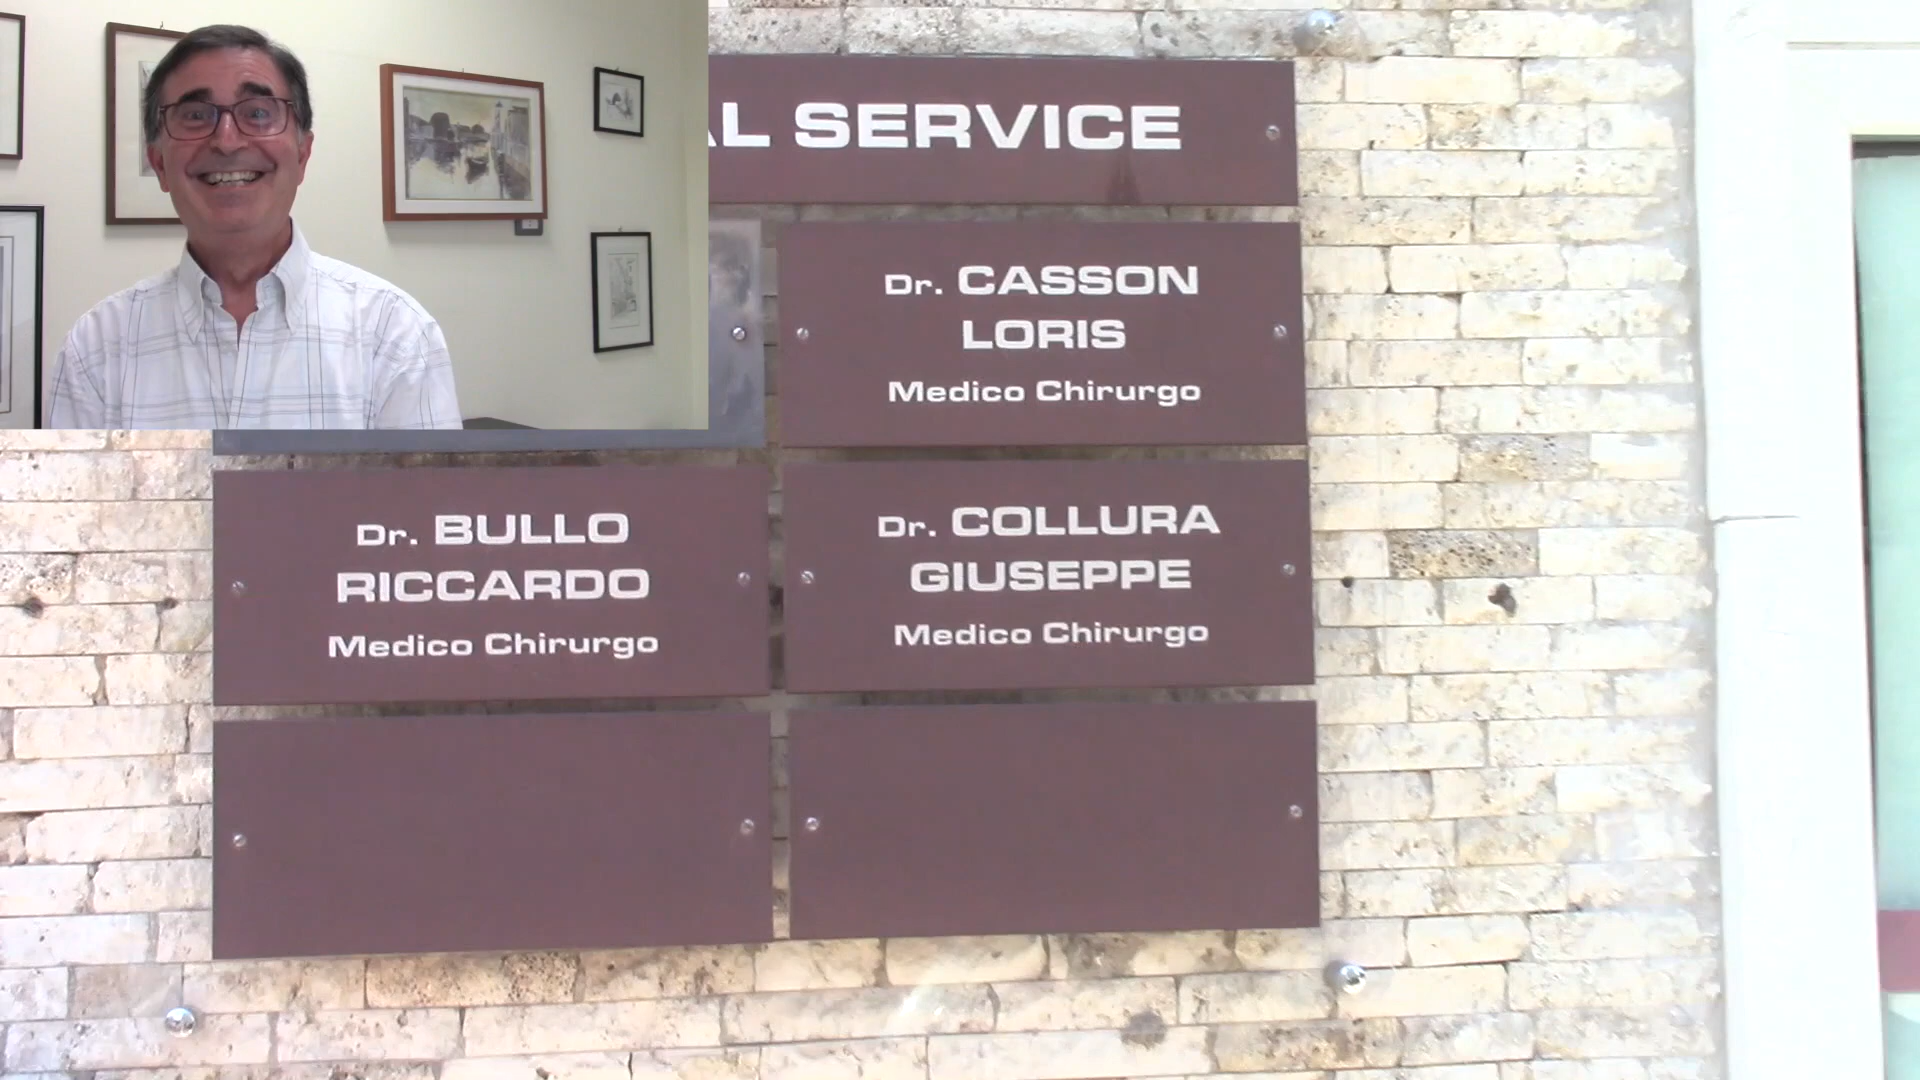 AL SERVICE
Dr. CASSON
LORIS
Medico Chirurgo
Dr. BULLO
RICCARDO
Medico Chirurgo
Dr. COLLURA
GIUSEPPE
Medico Chirurgo